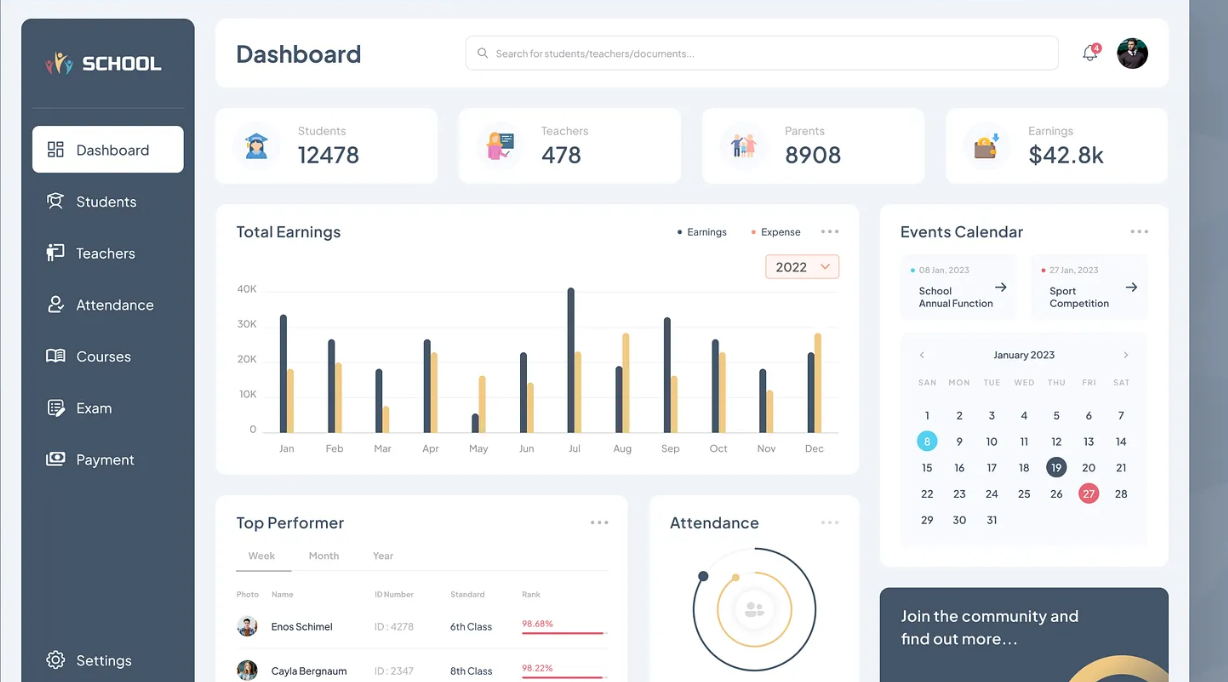 SCHOOL
Dashboard
Students
Teachers
Attendance
Courses
Exam
Payment
Settings
Dashboard
Search for students/teachers/documents...
4
Students
12478
Teachers
478
Parents
8908
Earnings
$42.8k
Total Earnings
Earnings Expense
2022
40K
30K
20K
10K
0
Jan Feb Mar Apr May Jun Jul Aug Sep Oct Nov Dec
Events Calendar
08 Jan, 2023
School
Annual Function
27 Jan, 2023
Sport
Competition
January 2023
SAN MON TUE WED THU FRI SAT
1 2 3 4 5 6 7
8 9 10 11 12 13 14
15 16 17 18 19 20 21
22 23 24 25 26 27 28
29 30 31
Top Performer
Week Month Year
Photo Name ID Number Standard Rank
Enos Schimel ID : 4278 6th Class 98.68%
Cayla Bergnaum ID : 2347 8th Class 98.22%
Attendance
Join the community and
find out more...